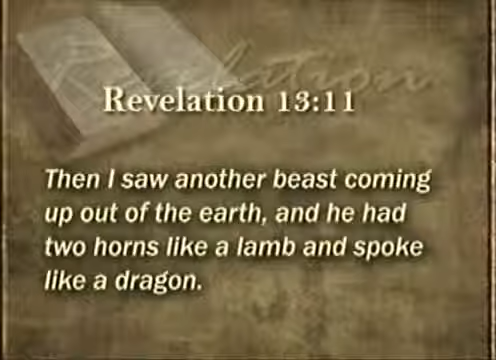 Revelation
Revelation 13:11
Then I saw another beast coming
up out of the earth, and he had
two horns like a lamb and spoke
like a dragon.